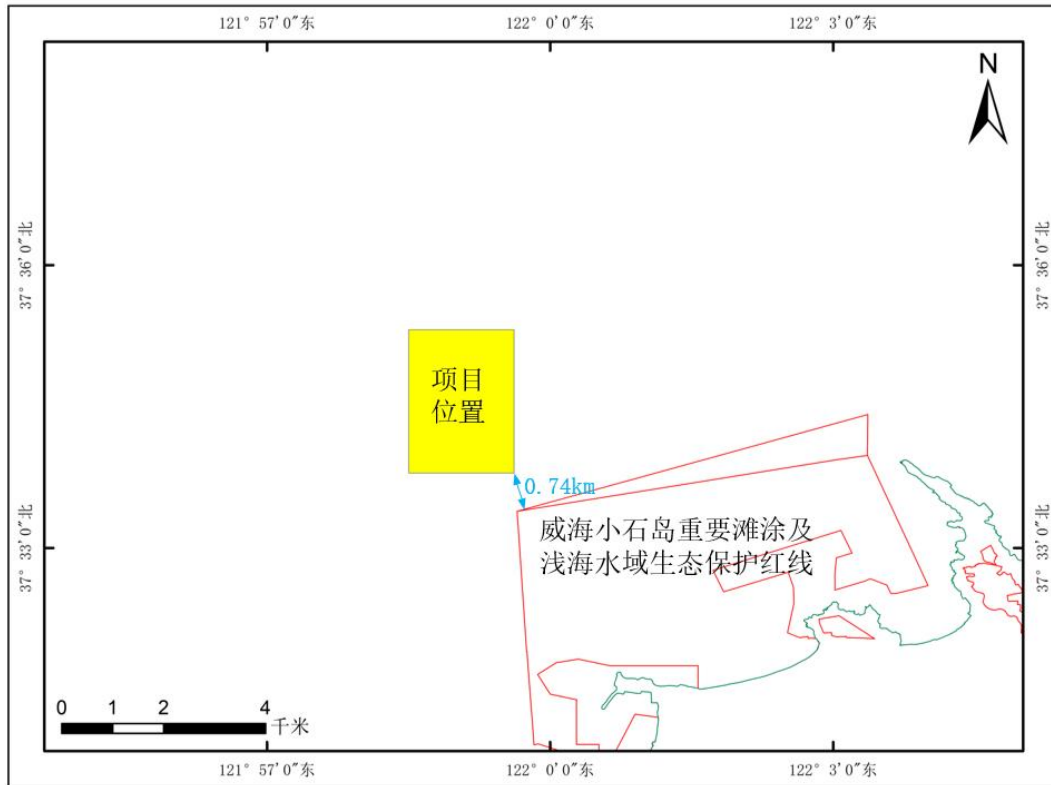 121° 57′0″东
122° 0′0″东
122° 3′0″东
N
37° 36′0″北
37° 36′0″北
项目
位置
0.74km
威海小石岛重要滩涂及
浅海水域生态保护红线
37° 33′0″北
37° 33′0″北
0 1 2 4
千米
121° 57′0″东
122° 0′0″东
122° 3′0″东